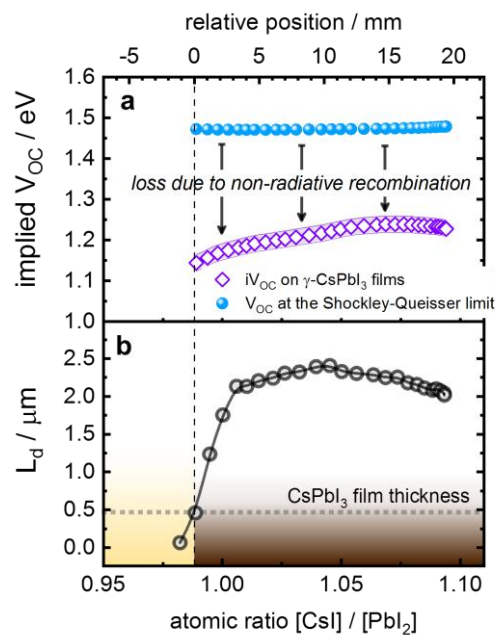 relative position / mm
-5 0 5 10 15 20
1.6
a
1.5
1.4
loss due to non-radiative recombination
1.3
1.2
iV_OC on γ-CsPbI₃ films
1.1
V_OC at the Shockley-Queisser limit
1.0
implied V_OC / eV
b
2.5
2.0
1.5
1.0
CsPbI₃ film thickness
0.5
0.0
L_d / μm
0.95 1.00 1.05 1.10
atomic ratio [CsI] / [PbI₂]